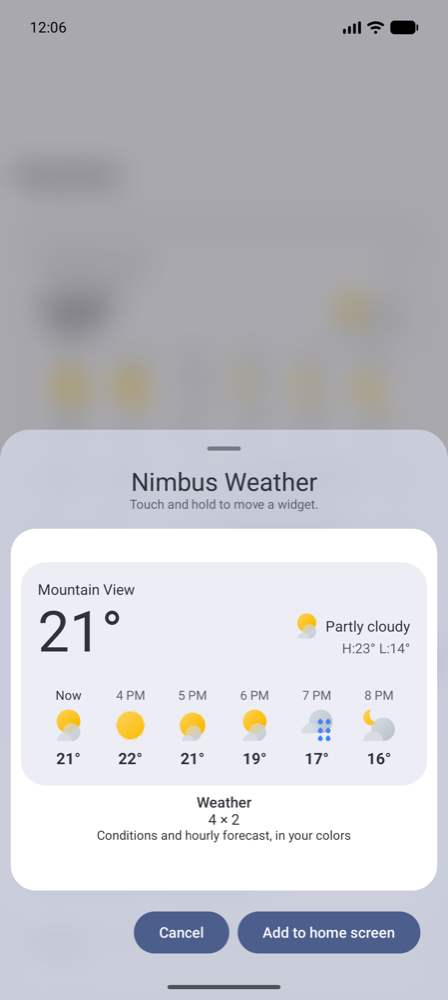 12:06
Nimbus Weather
Touch and hold to move a widget.
Mountain View
21°
Partly cloudy
H:23° L:14°
Now 4 PM 5 PM 6 PM 7 PM 8 PM
21° 22° 21° 19° 17° 16°
Weather
4 × 2
Conditions and hourly forecast, in your colors
Cancel Add to home screen